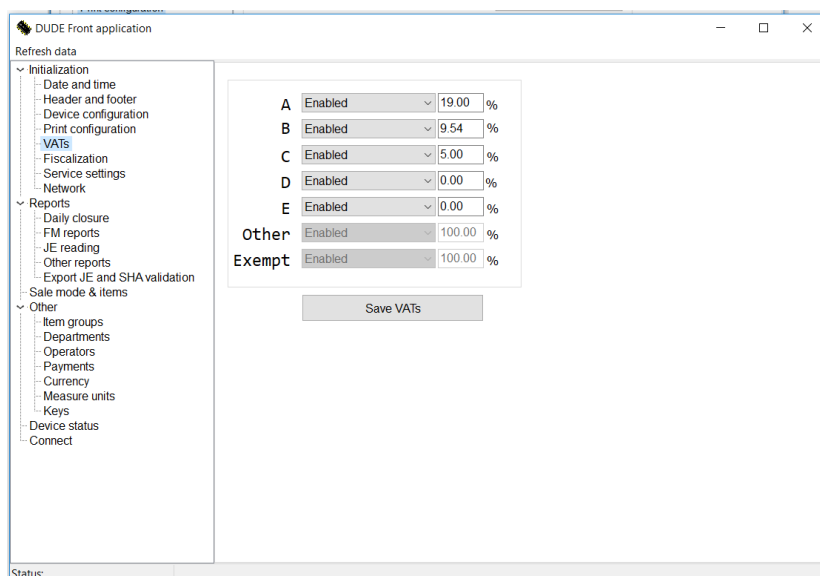 DUDE Front application
Refresh data
Initialization
Date and time
Header and footer
Device configuration
Print configuration
VATs
Fiscalization
Service settings
Network
Reports
Daily closure
FM reports
JE reading
Other reports
Export JE and SHA validation
Sale mode & items
Other
Item groups
Departments
Operators
Payments
Currency
Measure units
Keys
Device status
Connect
A Enabled 19.00 %
B Enabled 9.54 %
C Enabled 5.00 %
D Enabled 0.00 %
E Enabled 0.00 %
Other Enabled 100.00 %
Exempt Enabled 100.00 %
Save VATs
Status: